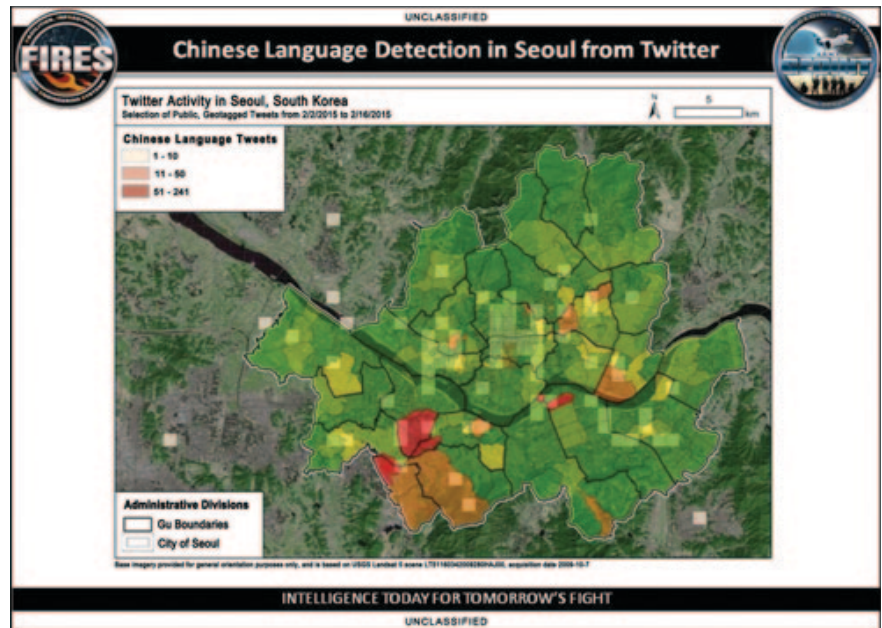 UNCLASSIFIED
FIRES
Chinese Language Detection in Seoul from Twitter
Twitter Activity in Seoul, South Korea
Selection of Public, Geotagged Tweets from 2/2/2015 to 2/16/2015
N
5
km
Chinese Language Tweets
1 - 10
11 - 50
51 - 241
Administrative Divisions
Gu Boundaries
City of Seoul
Base imagery provided for general orientation purposes only, and is based on USGS Landsat 5 scene
INTELLIGENCE TODAY FOR TOMORROW'S FIGHT
UNCLASSIFIED